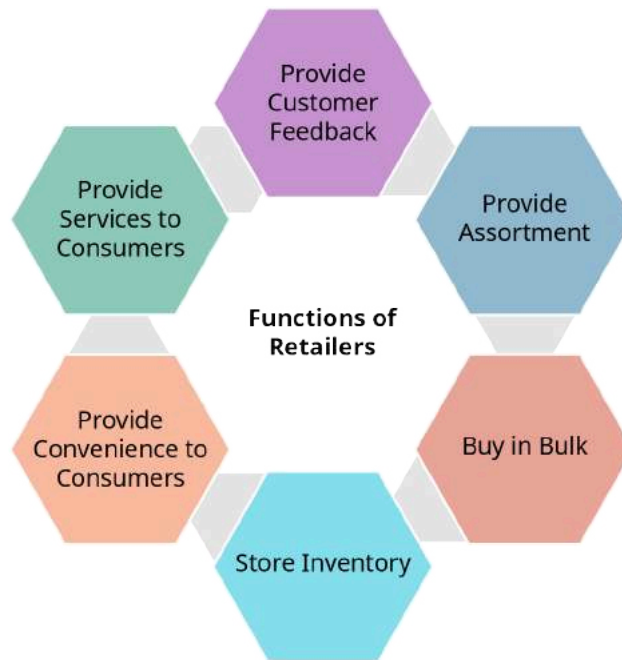 Provide
Customer
Feedback
Provide
Assortment
Buy in Bulk
Store Inventory
Provide
Convenience to
Consumers
Provide
Services to
Consumers
Functions of
Retailers